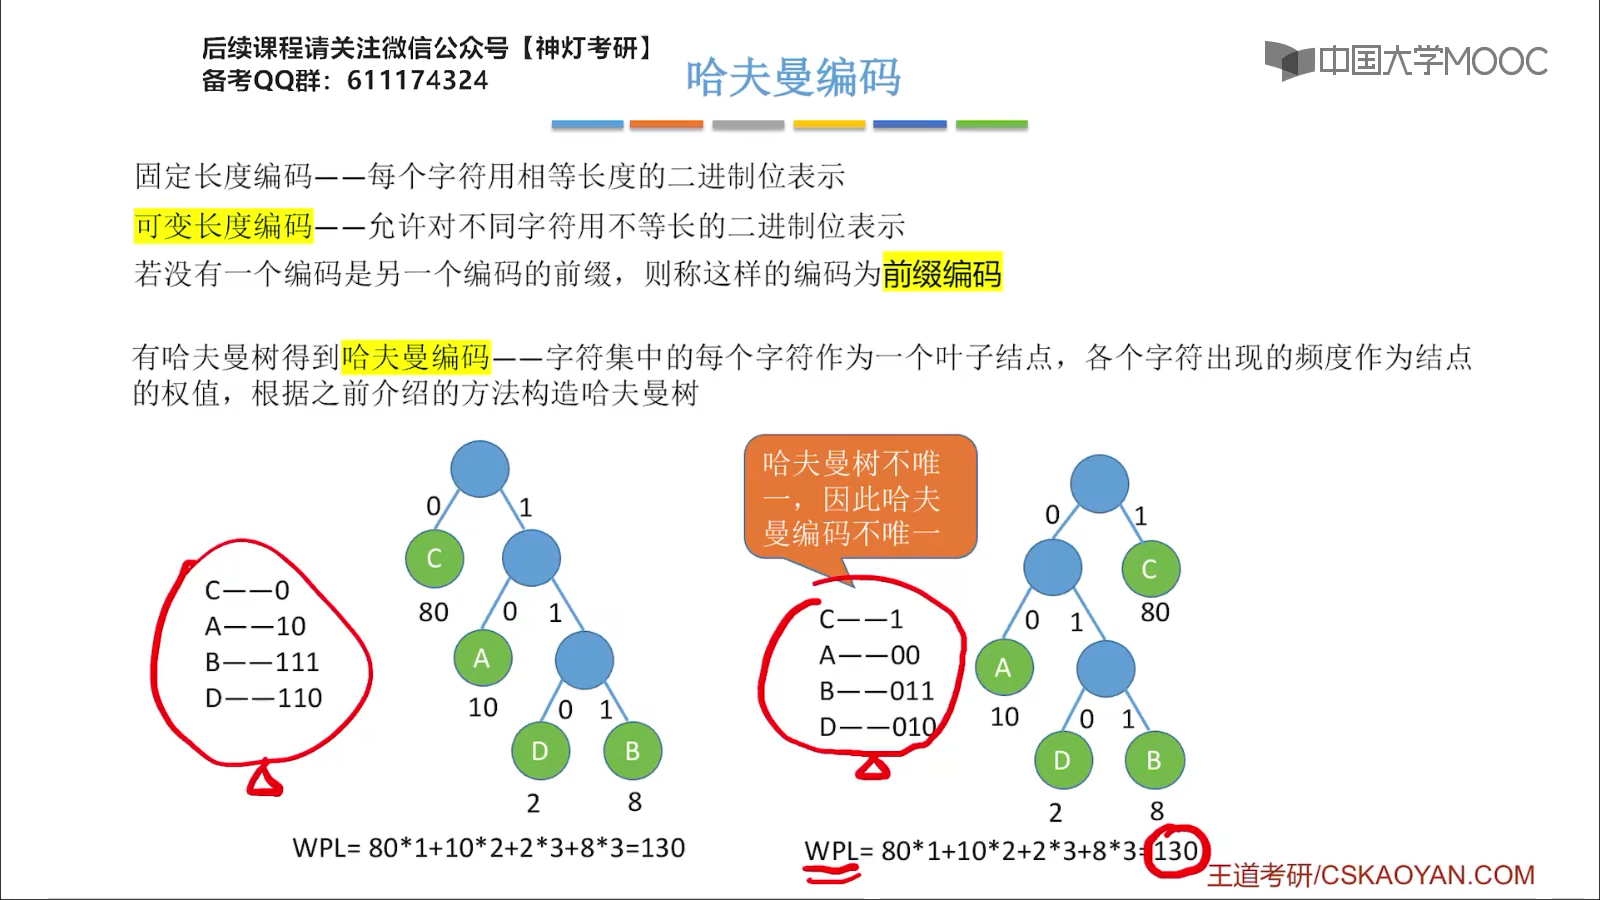 后续课程请关注微信公众号【神灯考研】
备考QQ群：611174324
哈夫曼编码
中国大学MOOC
固定长度编码——每个字符用相等长度的二进制位表示
可变长度编码——允许对不同字符用不等长的二进制位表示
若没有一个编码是另一个编码的前缀，则称这样的编码为前缀编码
有哈夫曼树得到哈夫曼编码——字符集中的每个字符作为一个叶子结点，各个字符出现的频度作为结点
的权值，根据之前介绍的方法构造哈夫曼树
C——0
A——10
B——111
D——110
0 1
C
80
0 1
A
10
0 1
D B
2 8
WPL= 80*1+10*2+2*3+8*3=130
哈夫曼树不唯
一，因此哈夫
曼编码不唯一
C——1
A——00
B——011
D——010
0 1
C
80
0 1
A
10
0 1
D B
2 8
WPL= 80*1+10*2+2*3+8*3=130
王道考研/CSKAOYAN.COM